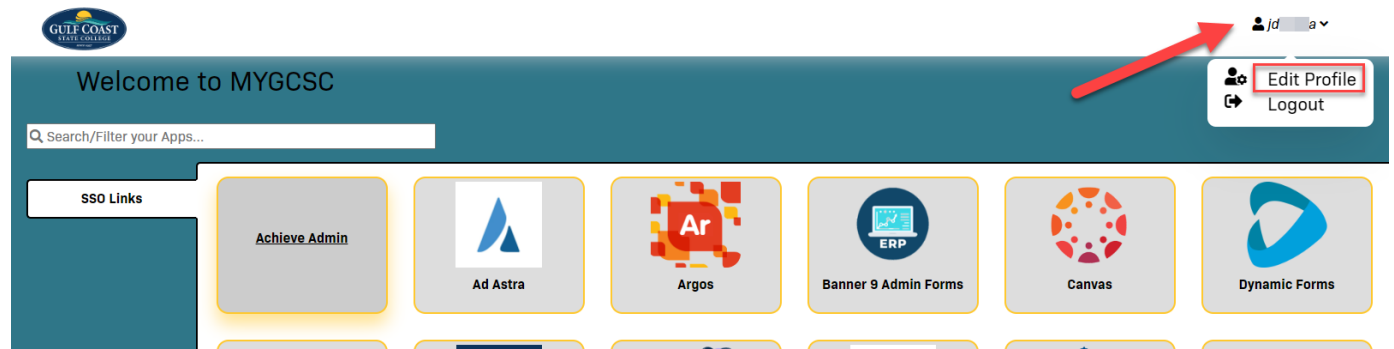 GULF COAST
STATE COLLEGE
jd a
Welcome to MYGCSC
Edit Profile
Logout
Search/Filter your Apps...
SSO Links
Achieve Admin
Ad Astra
Ar
Argos
ERP
Banner 9 Admin Forms
Canvas
Dynamic Forms